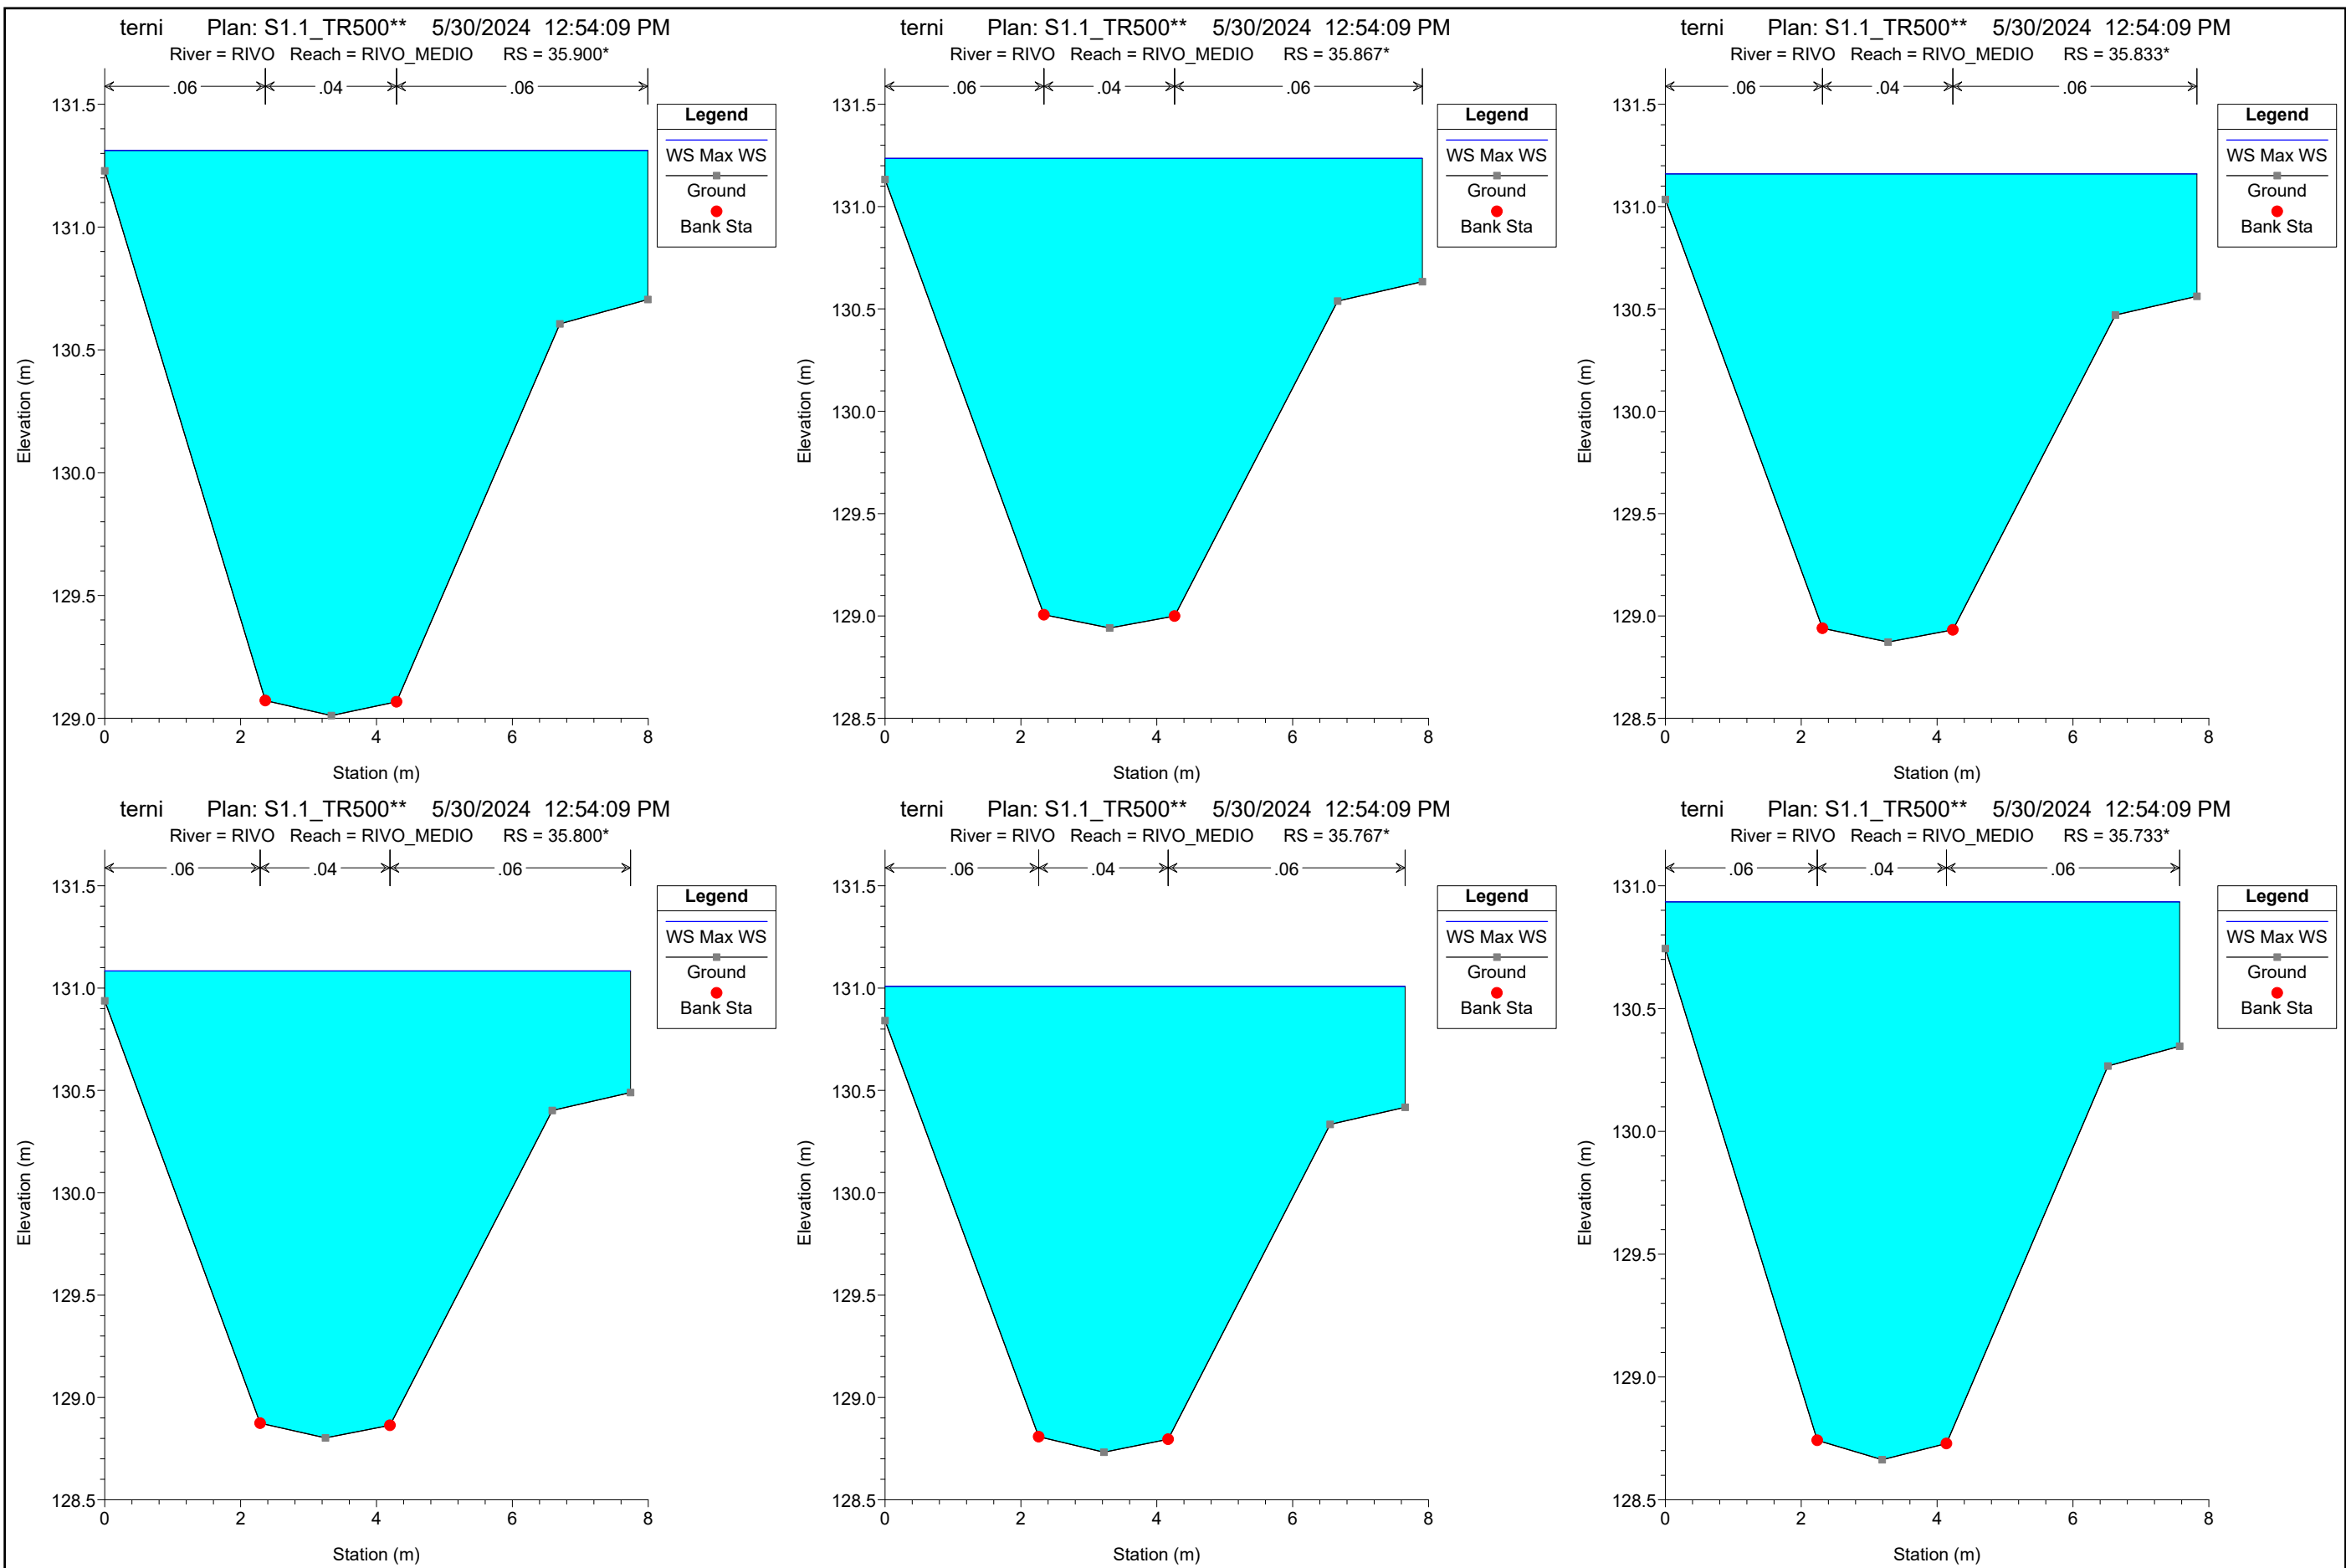 terni Plan: S1.1_TR500** 5/30/2024 12:54:09 PM
River = RIVO Reach = RIVO_MEDIO RS = 35.900*
.06 .04 .06
131.5
131.0
130.5
130.0
129.5
129.0
Elevation (m)
0 2 4 6 8
Station (m)
Legend
WS Max WS
Ground
Bank Sta
terni Plan: S1.1_TR500** 5/30/2024 12:54:09 PM
River = RIVO Reach = RIVO_MEDIO RS = 35.867*
.06 .04 .06
131.5
131.0
130.5
130.0
129.5
129.0
128.5
Elevation (m)
0 2 4 6 8
Station (m)
Legend
WS Max WS
Ground
Bank Sta
terni Plan: S1.1_TR500** 5/30/2024 12:54:09 PM
River = RIVO Reach = RIVO_MEDIO RS = 35.833*
.06 .04 .06
131.5
131.0
130.5
130.0
129.5
129.0
128.5
Elevation (m)
0 2 4 6 8
Station (m)
Legend
WS Max WS
Ground
Bank Sta
terni Plan: S1.1_TR500** 5/30/2024 12:54:09 PM
River = RIVO Reach = RIVO_MEDIO RS = 35.800*
.06 .04 .06
131.5
131.0
130.5
130.0
129.5
129.0
128.5
Elevation (m)
0 2 4 6 8
Station (m)
Legend
WS Max WS
Ground
Bank Sta
terni Plan: S1.1_TR500** 5/30/2024 12:54:09 PM
River = RIVO Reach = RIVO_MEDIO RS = 35.767*
.06 .04 .06
131.5
131.0
130.5
130.0
129.5
129.0
128.5
Elevation (m)
0 2 4 6 8
Station (m)
Legend
WS Max WS
Ground
Bank Sta
terni Plan: S1.1_TR500** 5/30/2024 12:54:09 PM
River = RIVO Reach = RIVO_MEDIO RS = 35.733*
.06 .04 .06
131.0
130.5
130.0
129.5
129.0
128.5
Elevation (m)
0 2 4 6 8
Station (m)
Legend
WS Max WS
Ground
Bank Sta